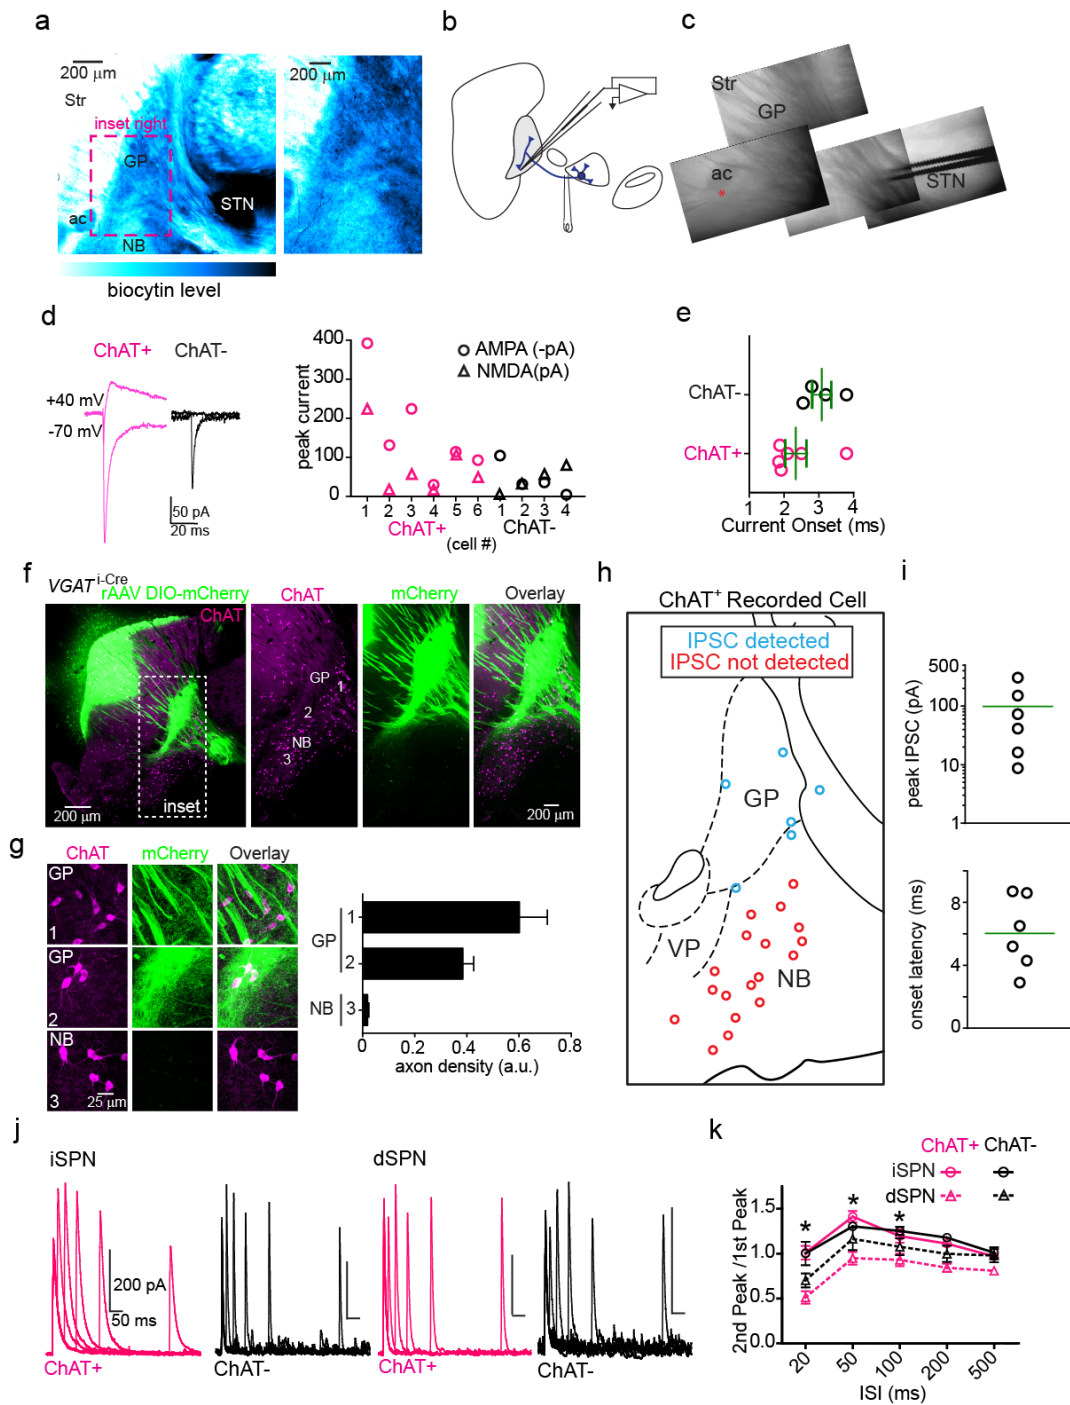 a
200 µm
Str
inset right
GP
ac
STN
NB
200 µm
biocytin level
b
c
Str
GP
ac
*
STN
d
ChAT+
ChAT-
+40 mV
-70 mV
50 pA
20 ms
peak current
400
300
200
100
0
AMPA (-pA)
NMDA(pA)
1 2 3 4 5 6 1 2 3 4
ChAT+ ChAT-
(cell #)
e
ChAT-
ChAT+
1 2 3 4
Current Onset (ms)
f
VGAT i-Cre
rAAV DIO-mCherry
ChAT
200 µm
inset
ChAT
GP
1
2
NB
3
mCherry
Overlay
200 µm
g
ChAT mCherry Overlay
GP
1
GP
2
NB
3
25 µm
GP
1
2
NB
3
0 0.2 0.4 0.6 0.8
axon density (a.u.)
h
ChAT+ Recorded Cell
IPSC detected
IPSC not detected
GP
VP
NB
i
peak IPSC (pA)
500
100
10
1
onset latency (ms)
8
4
0
j
iSPN
200 pA
50 ms
ChAT+
ChAT-
dSPN
ChAT+
ChAT-
k
ChAT+ ChAT-
iSPN
dSPN
2nd Peak /1st Peak
1.5
1.0
0.5
0.0
* * *
20 50 100 200 500
ISI (ms)